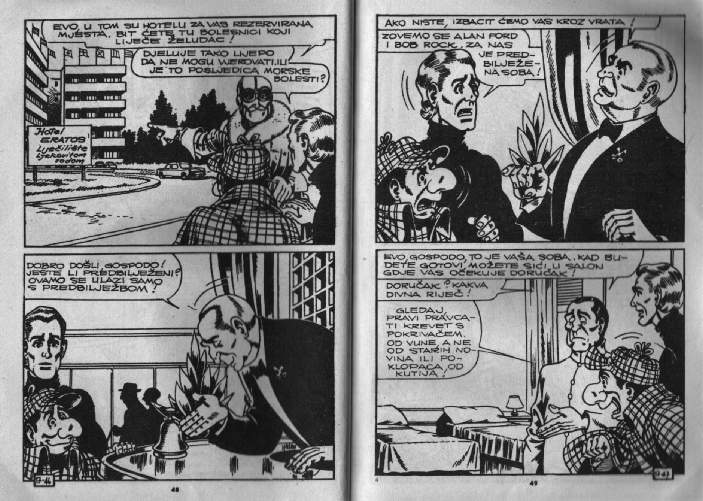 EVO, U TOM SU HOTELU ZA VAS REZERVIRANA
MJESTA. BIT ĆETE TU BOLESNICI KOJI
LIJEČE ŽELUDAC!
DJELUJE TAKO LIJEPO
DA NE MOGU VJEROVATI, ILI
JE TO POSLJEDICA MORSKE
BOLESTI?
Hotel
ERATOS
Liječilište
ljekovitom
vodom
DOBRO DOŠLI, GOSPODO!
JESTE LI PREDBILJEŽENI?
OVAMO SE ULAZI SAMO
S PREDBILJEŽBOM!
48
AKO NISTE, IZBACIT ĆEMO VAS KROZ VRATA!
ZOVEMO SE ALAN FORD
I BOB ROCK. ZA NAS
JE PRED-
BILJEŽE-
NA SOBA!
EVO, GOSPODO, TO JE VAŠA SOBA. KAD BU-
DETE GOTOVI, MOŽETE SIĆI U SALON
GDJE VAS OČEKUJE DORUČAK!
DORUČAK? KAKVA
DIVNA RIJEČ!
GLEDAJ,
PRAVI PRAVCA-
TI KREVET S
POKRIVAČEM
OD VUNE, A NE
OD STARIH NO-
VINA ILI PO-
KLOPACA OD
KUTIJA!
49